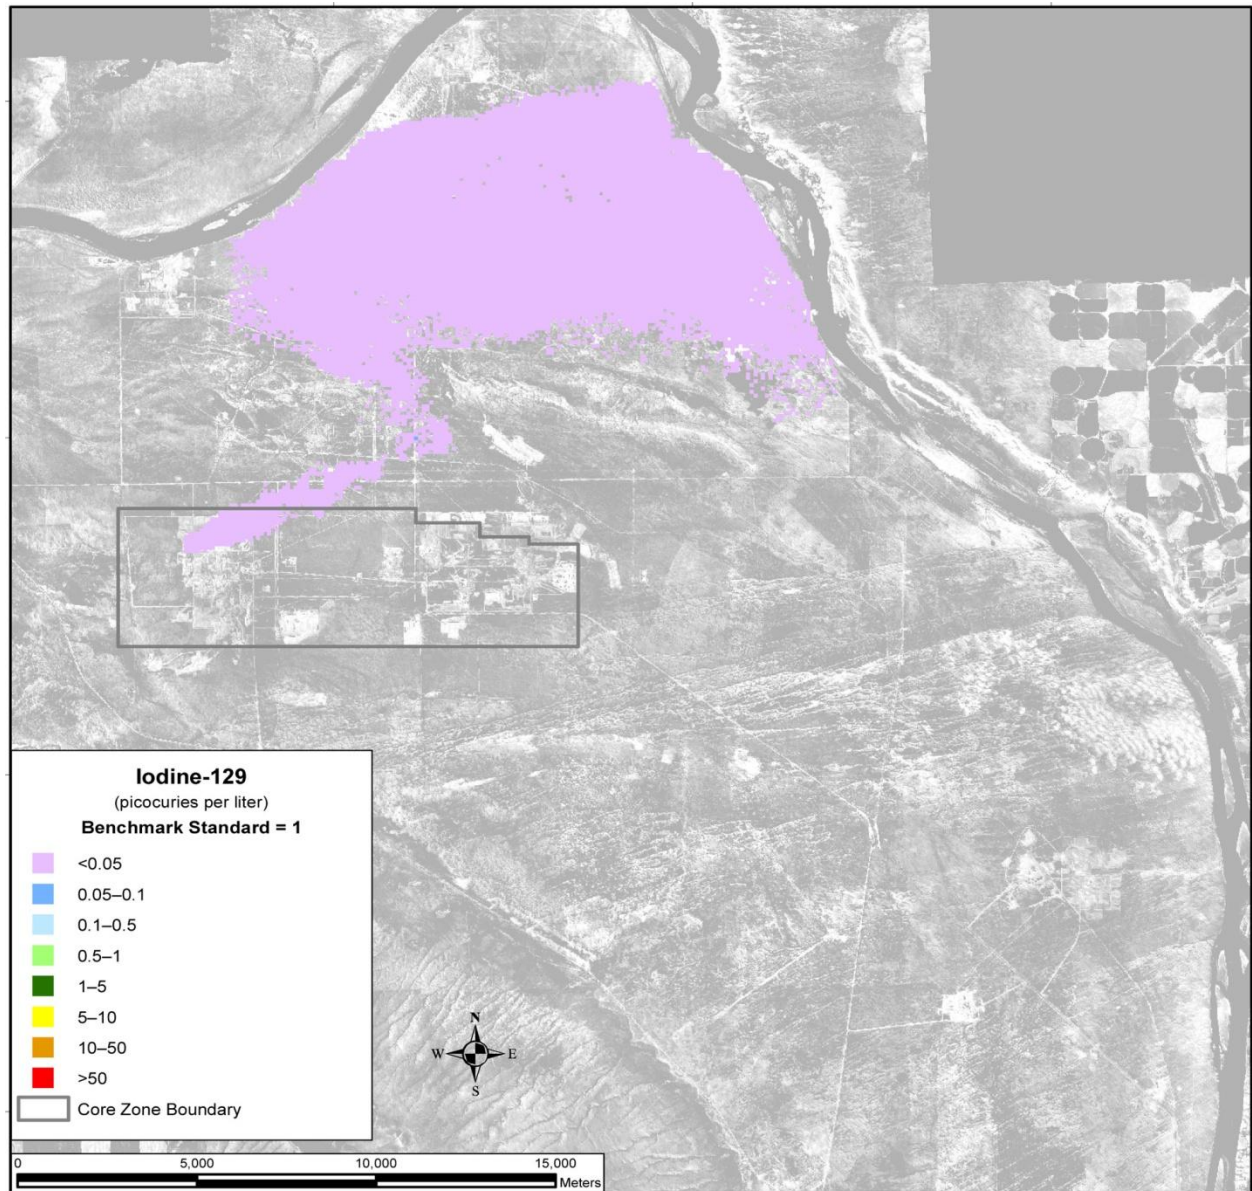 Iodine-129
(picocuries per liter)
Benchmark Standard = 1
<0.05
0.05–0.1
0.1–0.5
0.5–1
1–5
5–10
10–50
>50
Core Zone Boundary
N
W E
S
0 5,000 10,000 15,000
Meters